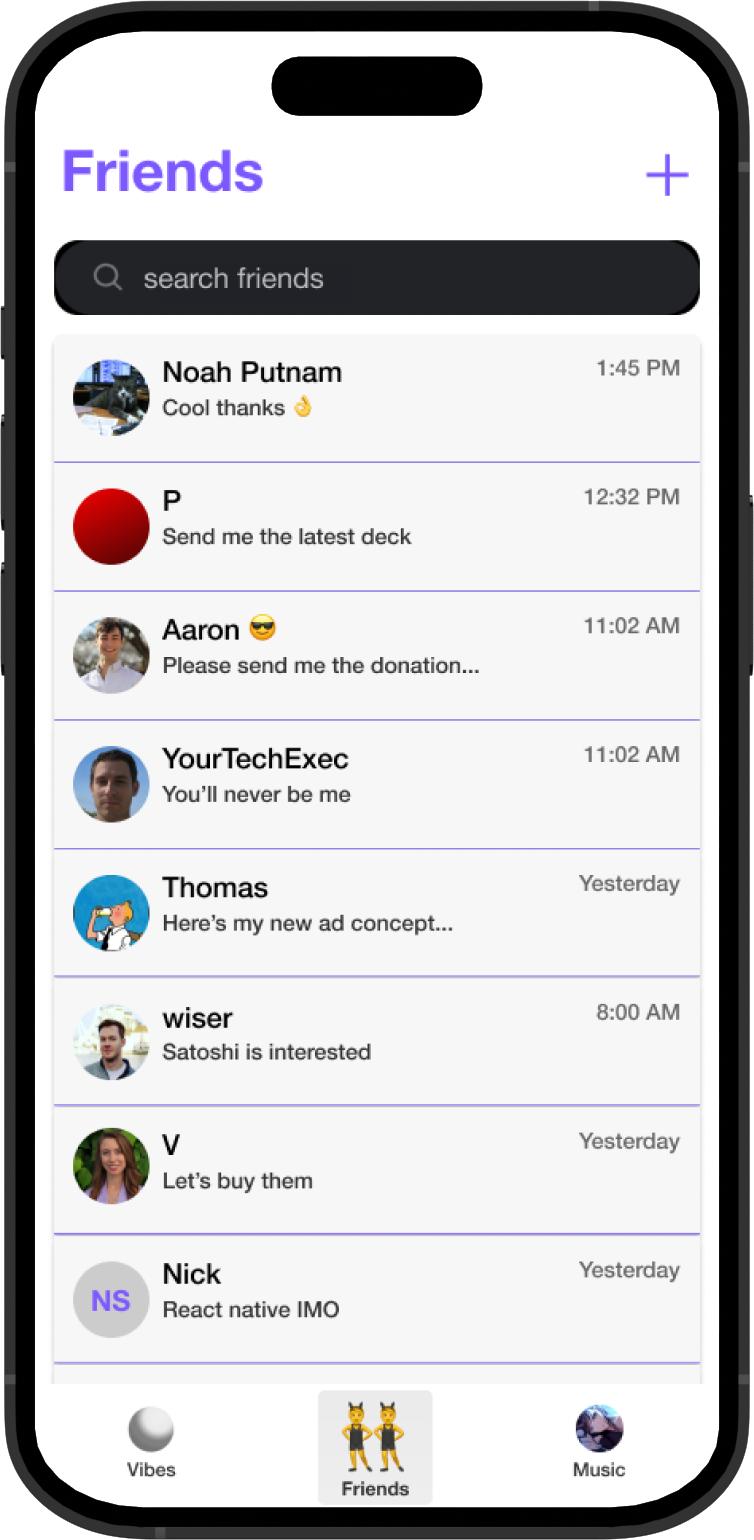 Friends
search friends
Noah Putnam 1:45 PM
Cool thanks 👌
P 12:32 PM
Send me the latest deck
Aaron 😎 11:02 AM
Please send me the donation...
YourTechExec 11:02 AM
You’ll never be me
Thomas Yesterday
Here’s my new ad concept...
wiser 8:00 AM
Satoshi is interested
V Yesterday
Let’s buy them
NS Nick Yesterday
React native IMO
Vibes Friends Music